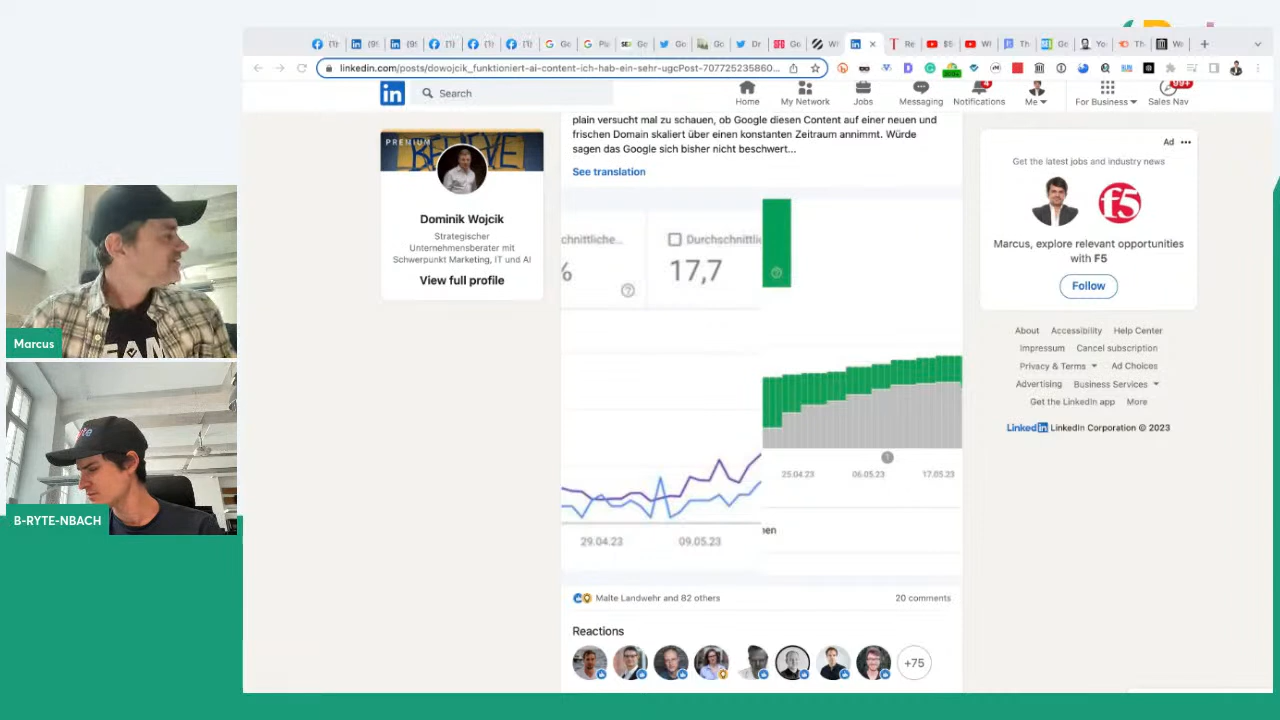 linkedin.com/posts/dowojcik_funktioniert-ai-content-ich-hab-ein-sehr-ugcPost-707725235860...
Search
Home
My Network
Jobs
Messaging
Notifications
Me
For Business
Sales Nav
PREMIUM
BELIEVE
Dominik Wojcik
Strategischer
Unternehmensberater mit
Schwerpunkt Marketing, IT und AI
View full profile
plain versucht mal zu schauen, ob Google diesen Content auf einer neuen und
frischen Domain skaliert über einen konstanten Zeitraum annimmt. Würde
sagen das Google sich bisher nicht beschwert...
See translation
chnittliche...
%
Durchschnittli
17,7
29.04.23
09.05.23
25.04.23
06.05.23
17.05.23
nen
Malte Landwehr and 82 others
20 comments
Reactions
+75
Ad
Get the latest jobs and industry news
Marcus, explore relevant opportunities
with F5
Follow
About
Accessibility
Help Center
Impressum
Cancel subscription
Privacy & Terms
Ad Choices
Advertising
Business Services
Get the LinkedIn app
More
LinkedIn LinkedIn Corporation © 2023
Marcus
B-RYTE-NBACH